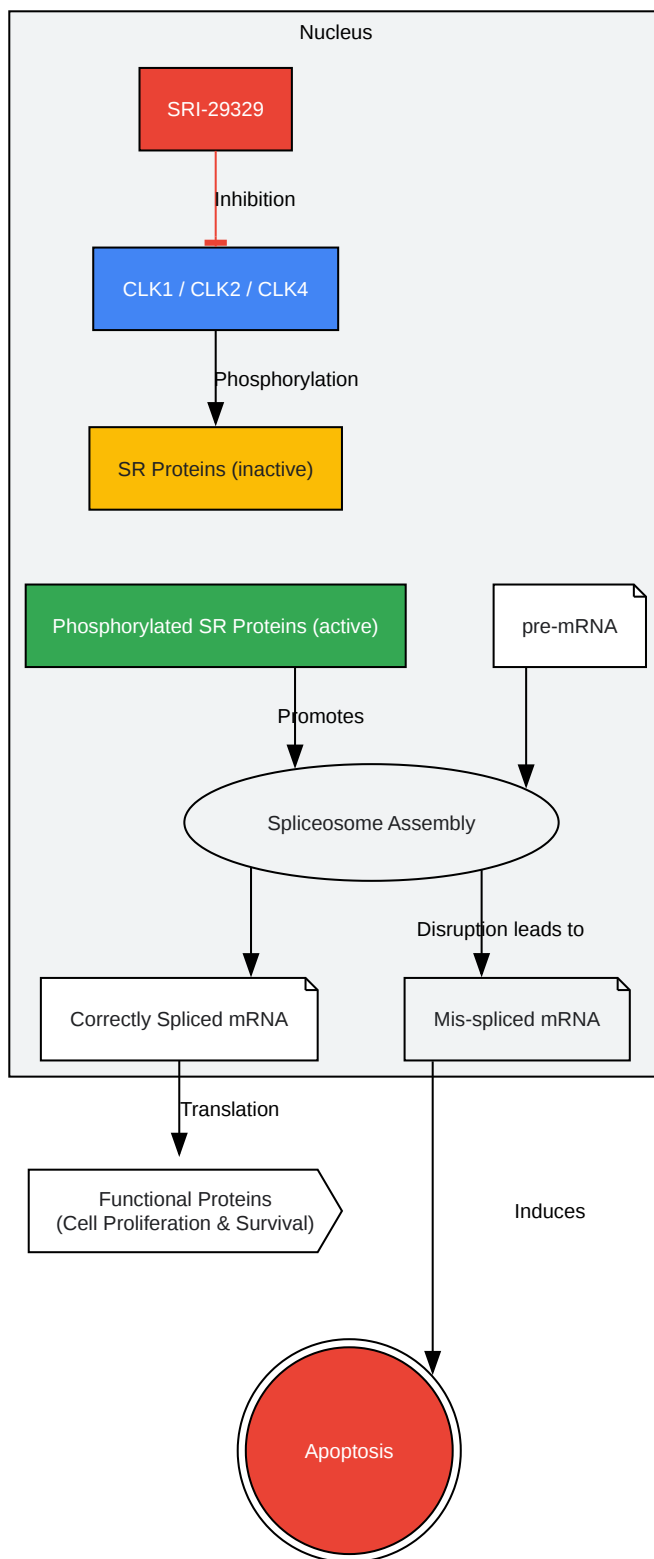 Nucleus
SRI-29329
Inhibition
CLK1 / CLK2 / CLK4
Phosphorylation
SR Proteins (inactive)
Phosphorylated SR Proteins (active)
pre-mRNA
Promotes
Spliceosome Assembly
Disruption leads to
Correctly Spliced mRNA
Mis-spliced mRNA
Translation
Functional Proteins
(Cell Proliferation & Survival)
Induces
Apoptosis